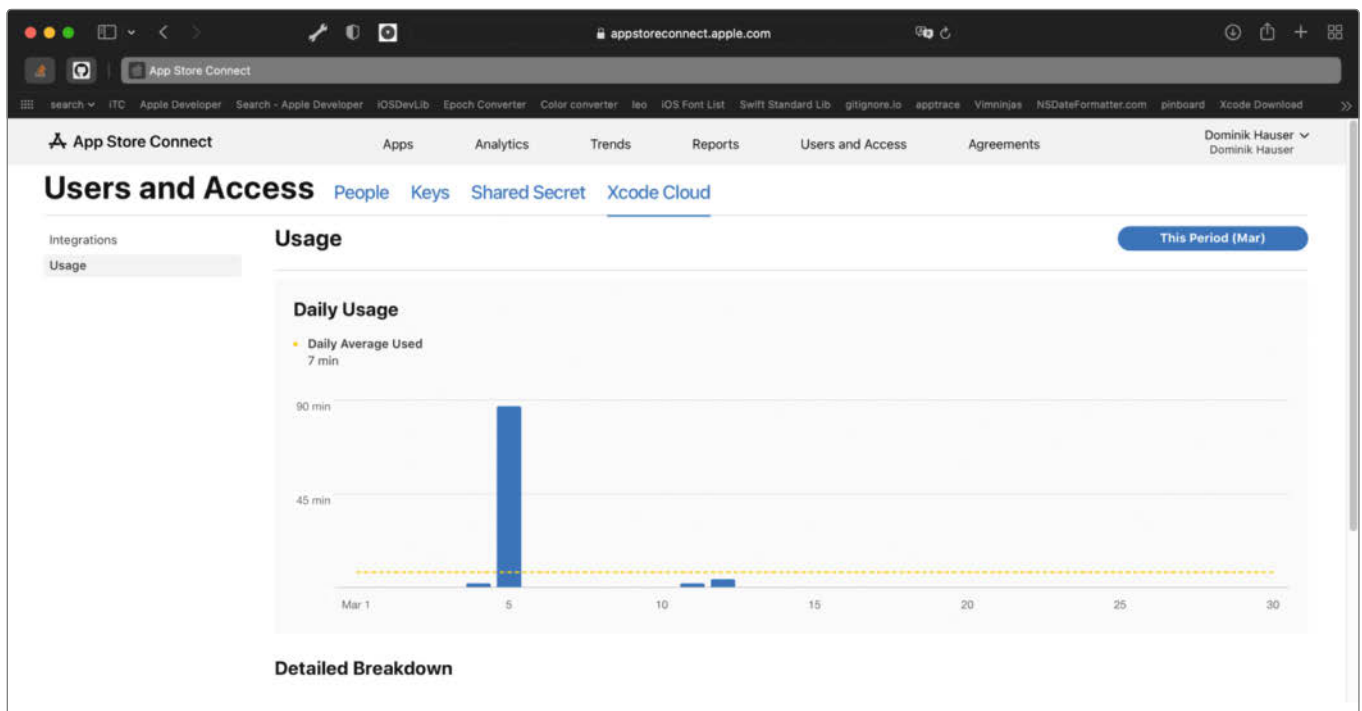 appstoreconnect.apple.com
App Store Connect
search ITC Apple Developer Search - Apple Developer iOSDevLib Epoch Converter Color converter leo iOS Font List Swift Standard Lib gitignore.io apptrace Vimninjas NSDateFormatter.com pinboard Xcode Download
App Store Connect Apps Analytics Trends Reports Users and Access Agreements Dominik Hauser
Dominik Hauser
Users and Access People Keys Shared Secret Xcode Cloud
Integrations Usage This Period (Mar)
Usage
Daily Usage
Daily Average Used
7 min
90 min
45 min
Mar 1 5 10 15 20 25 30
Detailed Breakdown